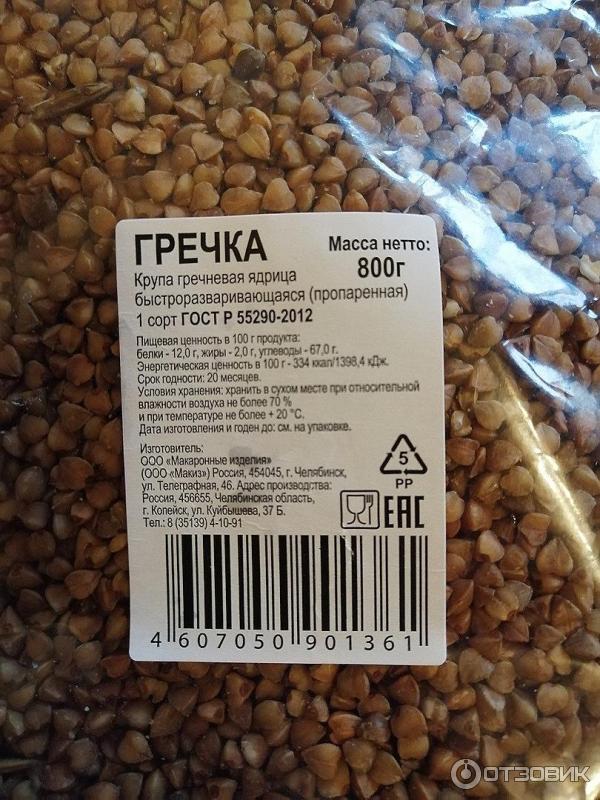 ГРЕЧКА
Масса нетто:
800г
Крупа гречневая ядрица
быстроразваривающаяся (пропаренная)
1 сорт ГОСТ Р 55290-2012
Пищевая ценность в 100 г продукта:
белки - 12,0 г, жиры - 2,0 г, углеводы - 67,0 г.
Энергетическая ценность в 100 г - 334 ккал/1398,4 кДж.
Срок годности: 20 месяцев.
Условия хранения: хранить в сухом месте при относительной
влажности воздуха не более 70 %
и при температуре не более + 20 °С.
Дата изготовления и годен до: см. на упаковке.
Изготовитель:
ООО «Макаронные изделия»
(ООО «Макиз») Россия, 454045, г. Челябинск,
ул. Телеграфная, 46. Адрес производства:
Россия, 456655, Челябинская область,
г. Копейск, ул. Куйбышева, 37 Б.
Тел.: 8 (35139) 4-10-91
5
PP
EAC
4 607050 901361
ОТЗОВИК